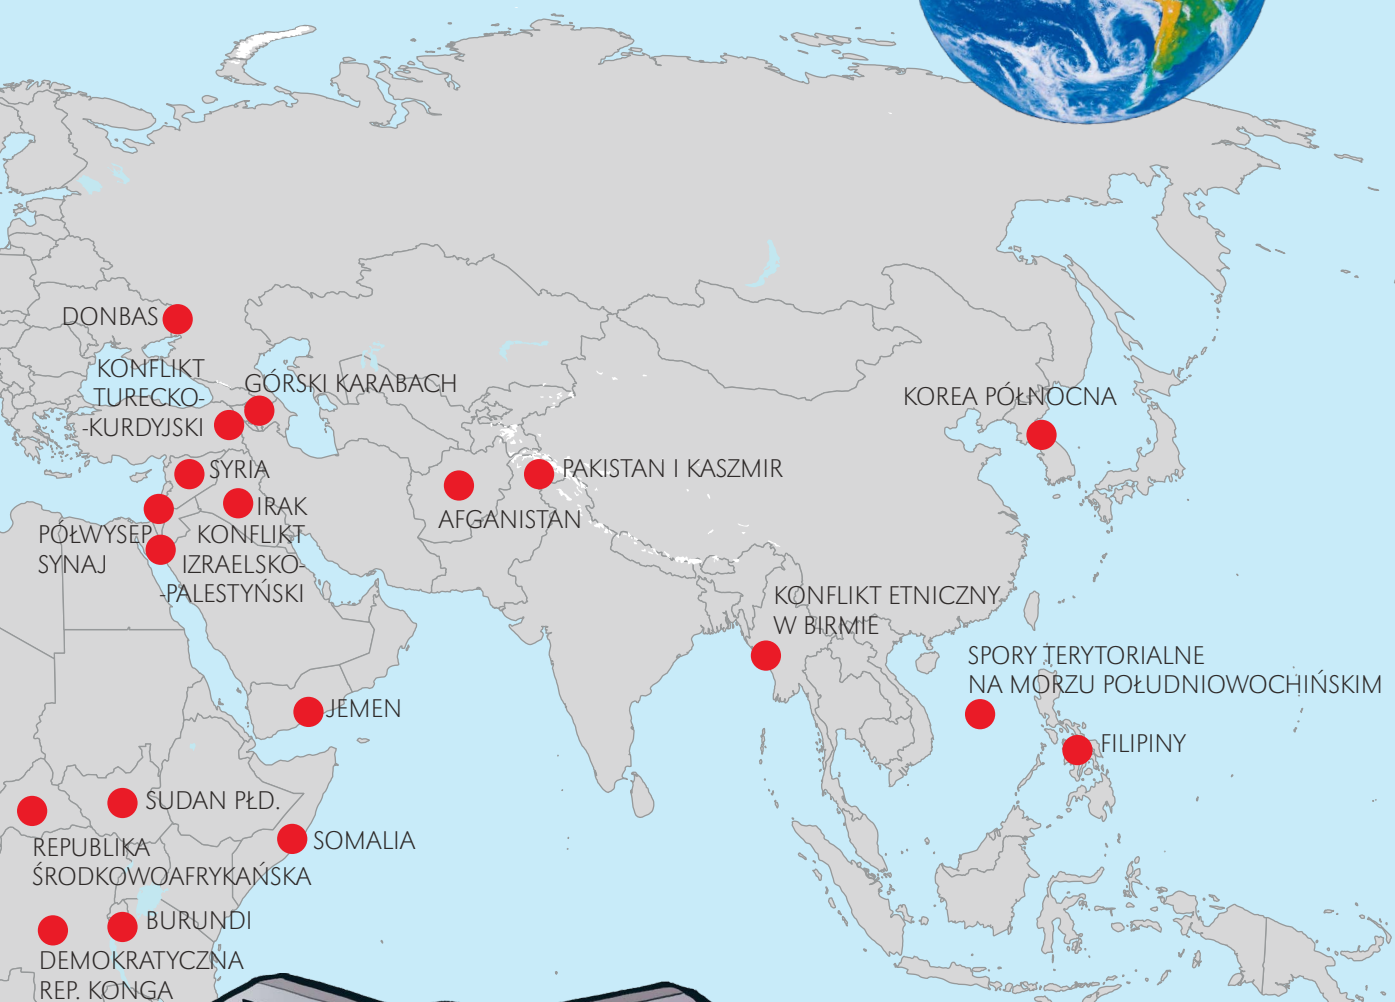 DONBAS
KONFLIKT
TURECKO-
-KURDYJSKI
GÓRSKI KARABACH
KOREA PÓŁNOCNA
SYRIA
PAKISTAN I KASZMIR
IRAK
AFGANISTAN
PÓŁWYSEP
SYNAJ
KONFLIKT
IZRAELSKO-
-PALESTYŃSKI
KONFLIKT ETNICZNY
W BIRMIE
SPORY TERYTORIALNE
NA MORZU POŁUDNIOWOCHIŃSKIM
JEMEN
FILIPINY
SUDAN PŁD.
SOMALIA
REPUBLIKA
ŚRODKOWOAFRYKAŃSKA
BURUNDI
DEMOKRATYCZNA
REP. KONGA